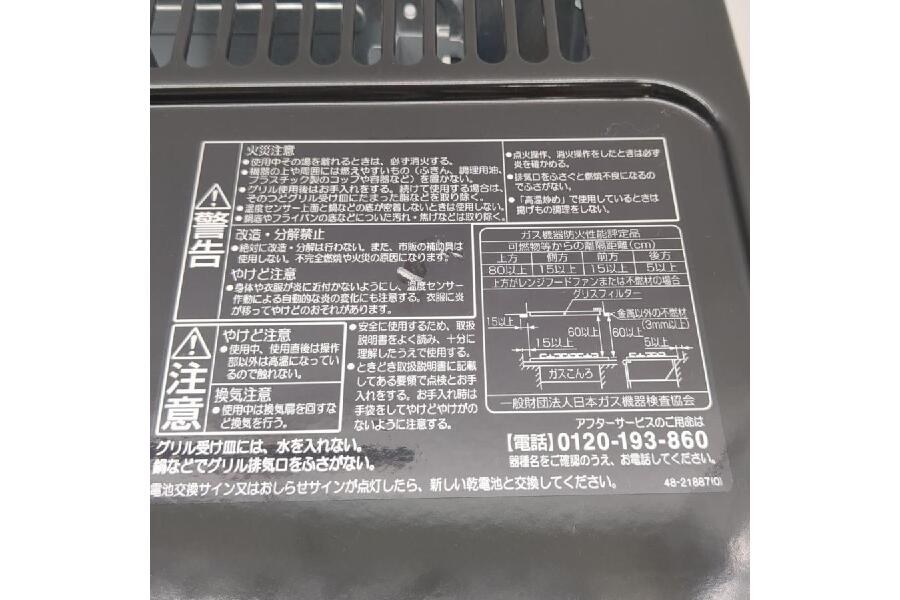 警告
火災注意
●使用中その場を離れるときは、必ず消火する。
●機器の上や周囲には燃えやすいもの(ふきん、調理用油、
プラスチック製のコップや容器など)を置かない。
●グリル使用後はお手入れをする。続けて使用する場合は、
そのつどグリル受け皿にたまった脂などを取り除く。
●温度センサー上面と鍋などの底が密着しないときは使用しない。
●鍋底やフライパンの底などについた汚れ・焦げなどは取り除く。
●点火操作、消火操作をしたときは必ず
炎を確かめる。
●排気口をふさぐと燃焼不良になるの
でふさがない。
●「高温炒め」で使用しているときは
揚げもの調理をしない。
改造・分解禁止
●絶対に改造・分解は行わない。また、市販の補助具は
使用しない。不完全燃焼や火災の原因になります。
やけど注意
●身体や衣服が炎に近付かないようにし、温度センサー
作動による自動的な炎の変化にも注意する。衣服に炎
が移ってやけどのおそれがあります。
注意
やけど注意
●使用中、使用直後は操作
部以外は高温になってい
るので触れない。
換気注意
●使用中は換気扇を回すな
ど換気を行う。
●安全に使用するため、取扱
説明書をよく読み、十分に
理解したうえで使用する。
●ときどき取扱説明書に記載
してある要領で点検とお手
入れをする。お手入れ時は
手袋をしてやけどやけがの
ないように注意する。
ガス機器防火性能評定品
可燃物等からの離隔距離(cm)
上方 側方 前方 後方
80以上 15以上 15以上 5以上
上方がレンジフードファンまたは不燃材の場合
グリスフィルター
金属以外の不燃材
(3mm以上)
15以上
60以上
60以上
15以上
5以上
ガスこんろ
一般財団法人日本ガス機器検査協会
グリル受け皿には、水を入れない。
鍋などでグリル排気口をふさがない。
アフターサービスのご用命は
【電話】0120-193-860
器種名をご確認のうえ、お電話してください。
電池交換サイン又はおしらせサインが点灯したら、新しい乾電池と交換してください。
48-21887(0)